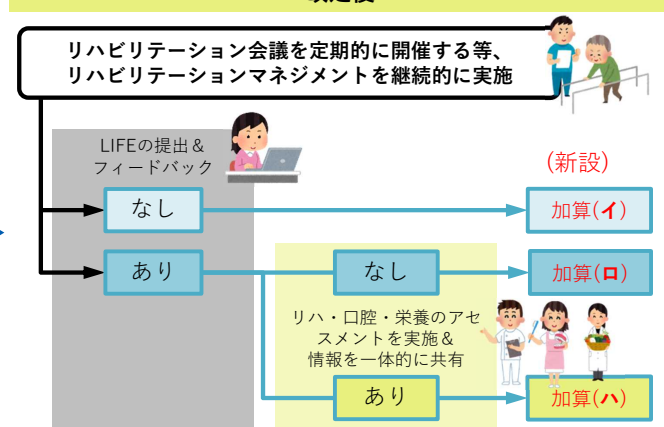 リハビリテーション会議を定期的に開催する等、
リハビリテーションマネジメントを継続的に実施
LIFEの提出＆
フィードバック
(新設)
なし
加算(イ)
あり
なし
加算(ロ)
リハ・口腔・栄養のアセ
スメントを実施＆
情報を一体的に共有
あり
加算(ハ)